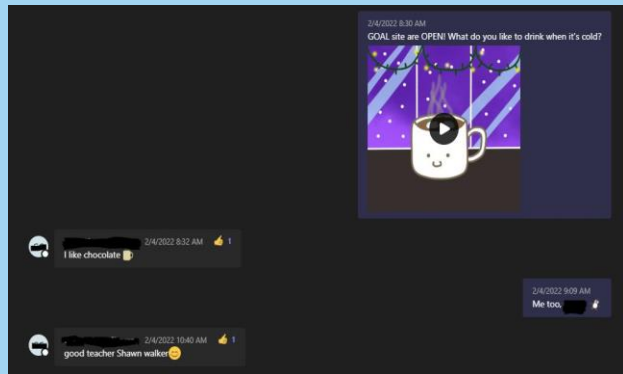 2/4/2022 8:30 AM
GOAL site are OPEN! What do you like to drink when it's cold?
2/4/2022 8:32 AM 👍 1
I like chocolate 🍺
2/4/2022 9:09 AM
Me too,
2/4/2022 10:40 AM 👍 1
good teacher Shawn walker😊